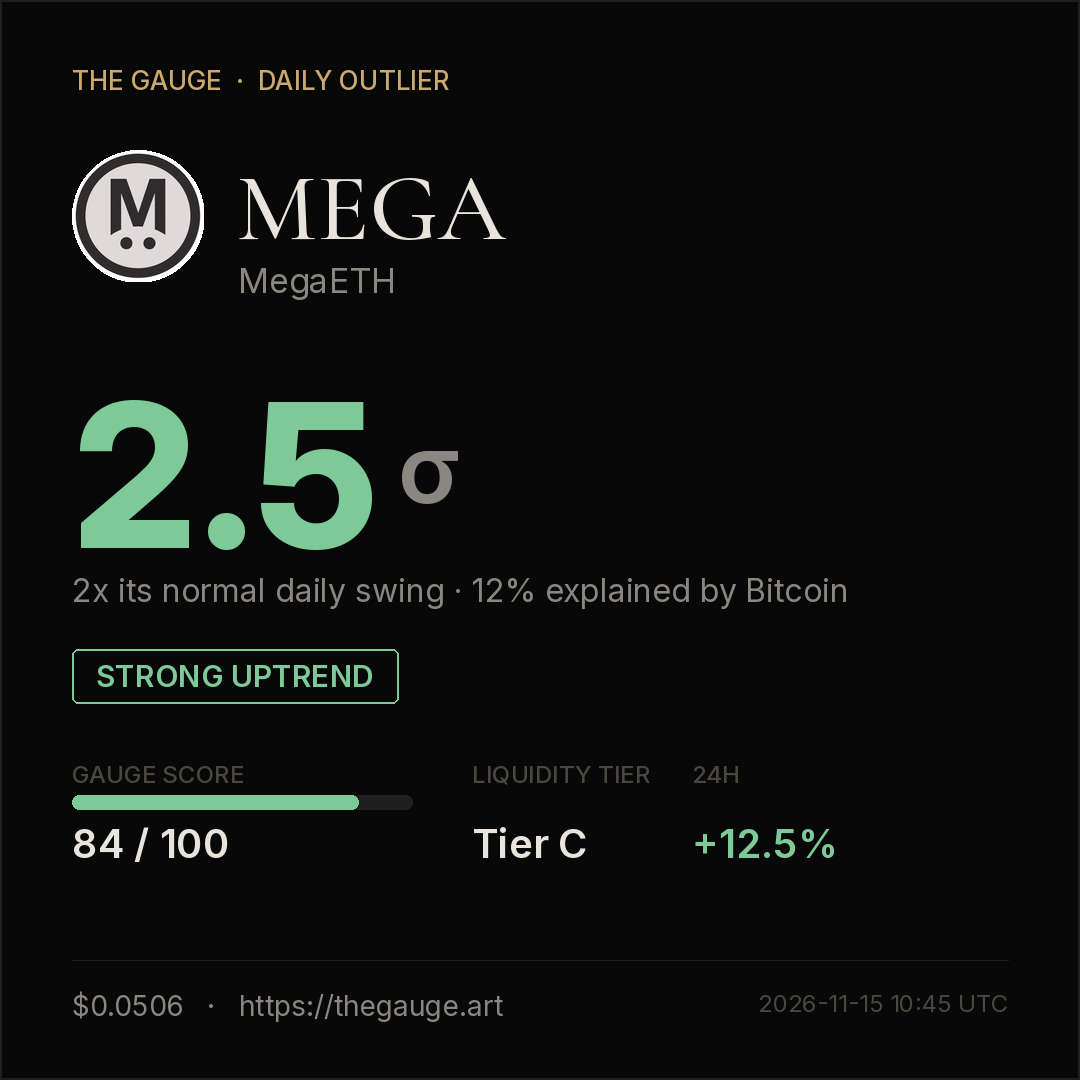 THE GAUGE · DAILY OUTLIER
M
MEGA
MegaETH
2.5 σ
2x its normal daily swing · 12% explained by Bitcoin
STRONG UPTREND
GAUGE SCORE LIQUIDITY TIER 24H
84 / 100 Tier C +12.5%
$0.0506 · https://thegauge.art 2026-11-15 10:45 UTC